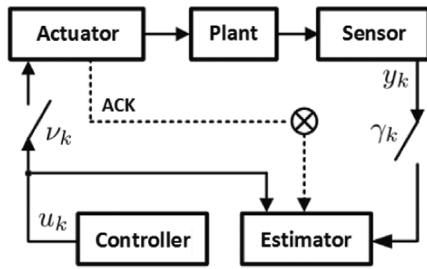 Actuator Plant Sensor
y_k
ACK
ν_k γ_k
u_k
Controller Estimator